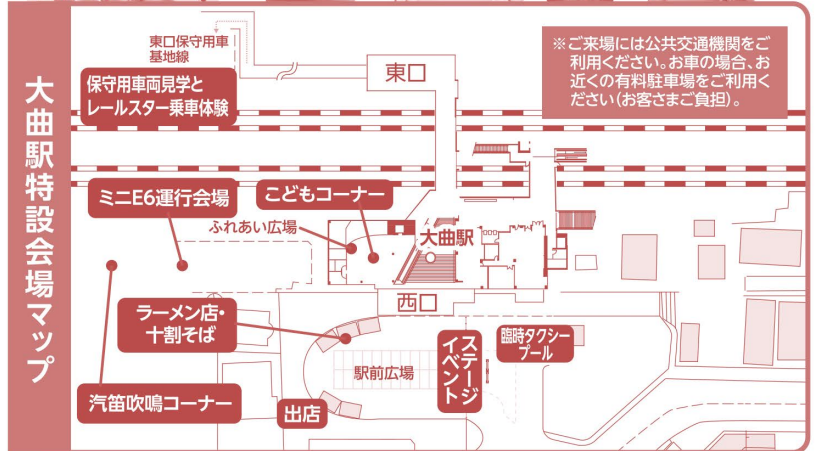 大曲駅特設会場マップ
東口保守用車
基地線
保守用車両見学と
レールスター乗車体験
東口
※ご来場には公共交通機関をご
利用ください。お車の場合、お
近くの有料駐車場をご利用く
ださい(お客さまご負担)。
ミニE6運行会場
こどもコーナー
ふれあい広場
大曲駅
西口
ラーメン店・
十割そば
ステージ
イベント
臨時タクシー
プール
駅前広場
汽笛吹鳴コーナー
出店